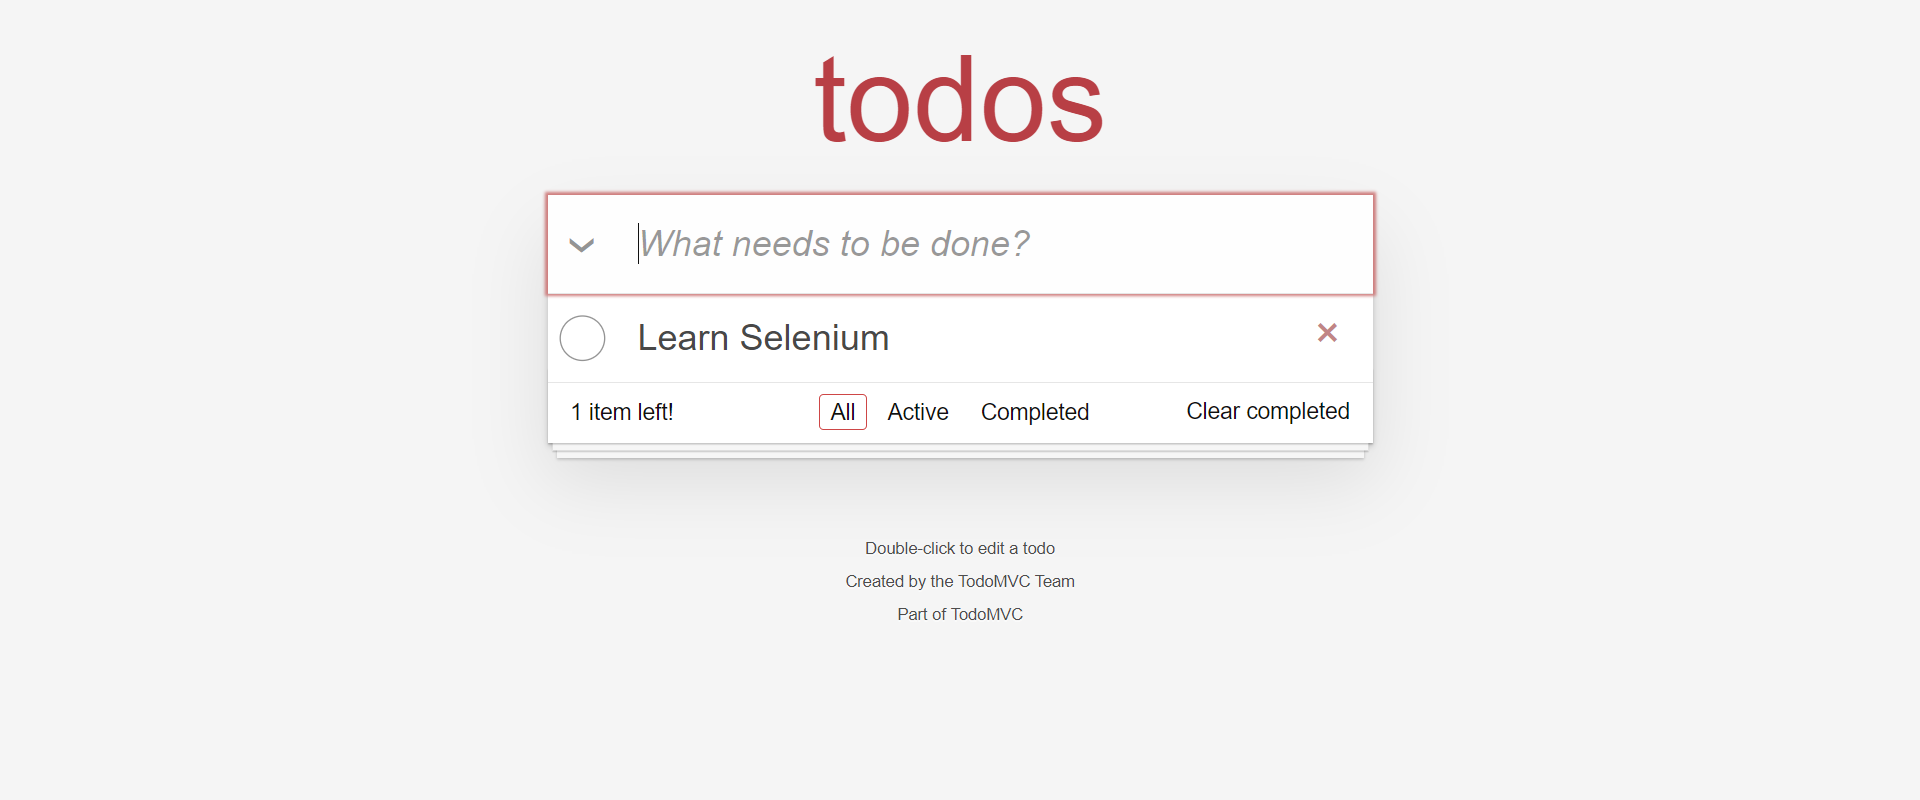 todos
What needs to be done?
Learn Selenium
1 item left!
All
Active
Completed
Clear completed
Double-click to edit a todo
Created by the TodoMVC Team
Part of TodoMVC